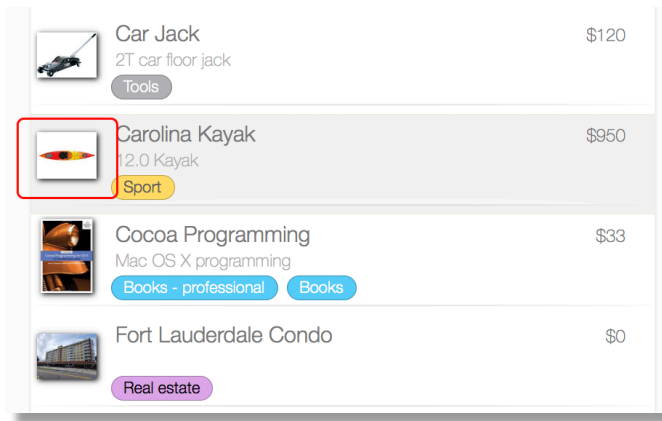 Car Jack $120
2T car floor jack
Tools
Carolina Kayak $950
12.0 Kayak
Sport
Cocoa Programming $33
Mac OS X programming
Books - professional Books
Fort Lauderdale Condo $0
Real estate